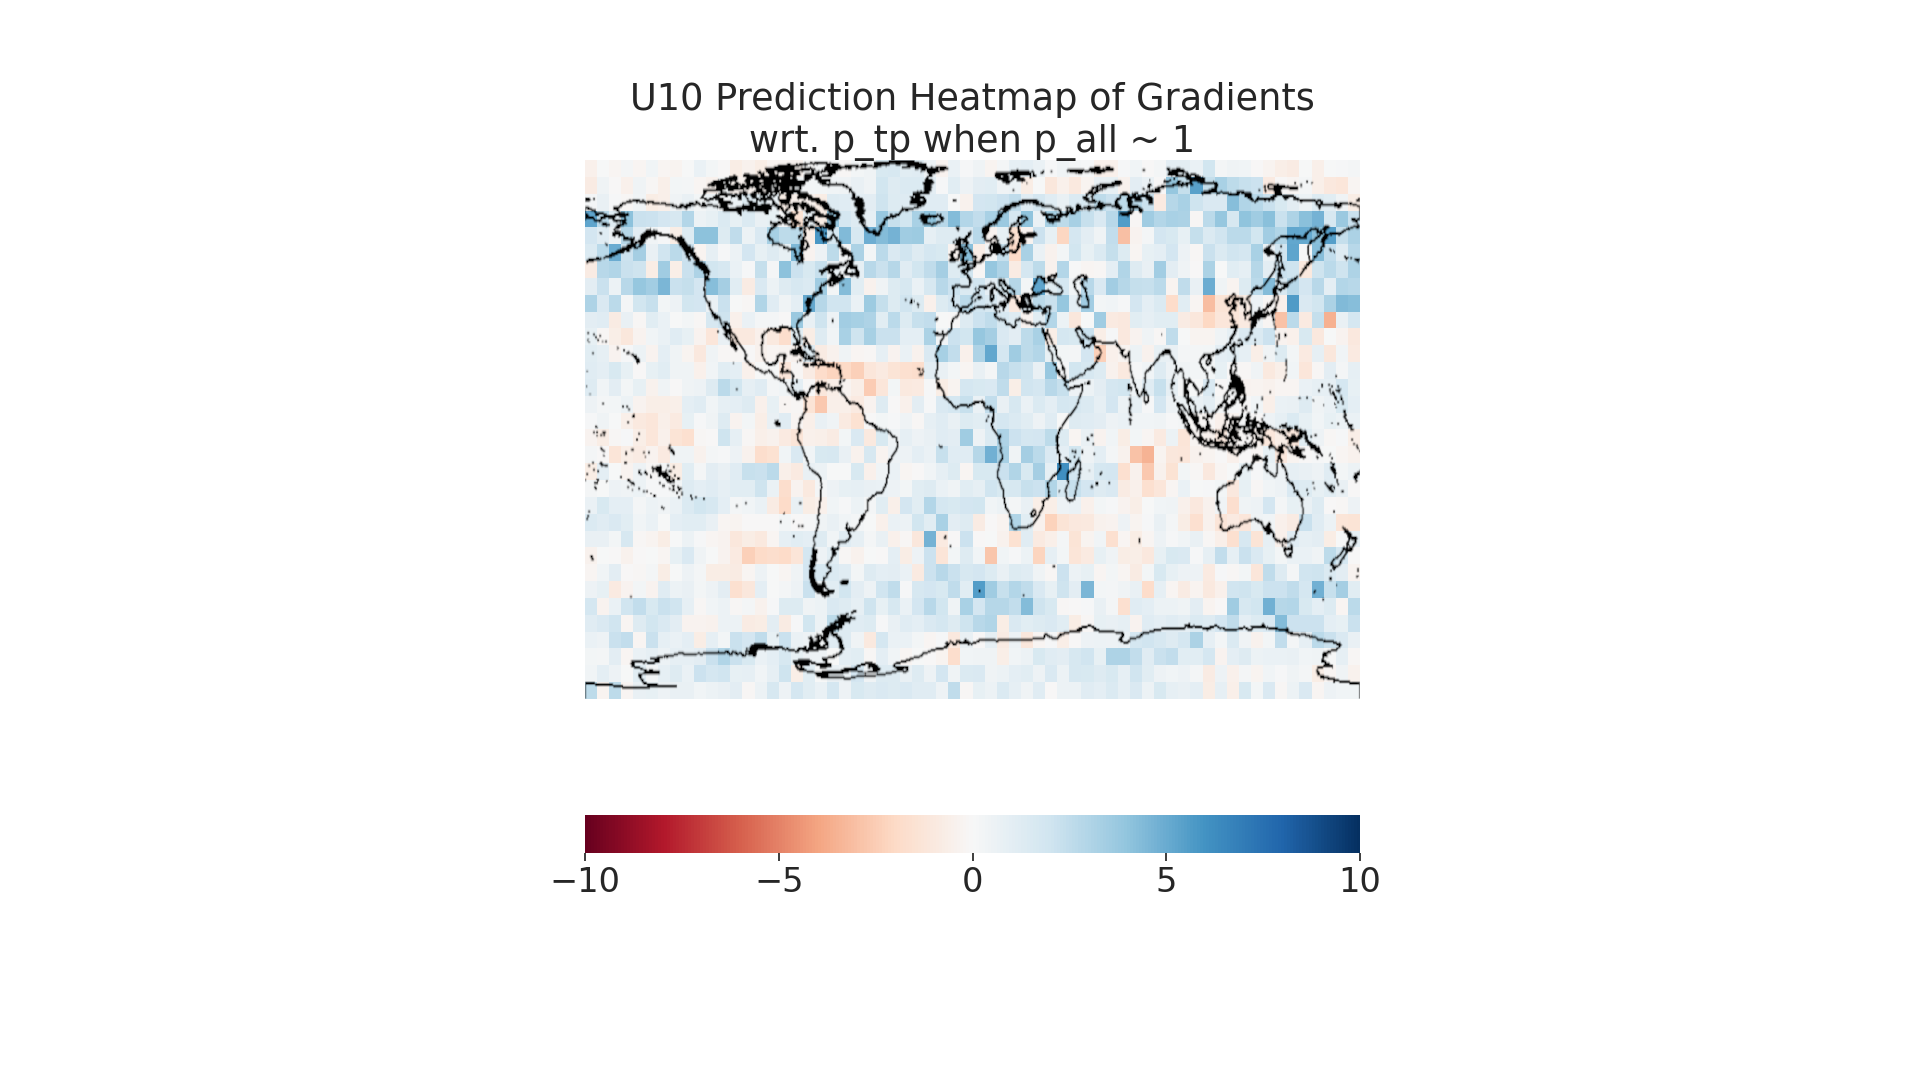 U10 Prediction Heatmap of Gradients
wrt. p_tp when p_all ~ 1
−10 −5 0 5 10